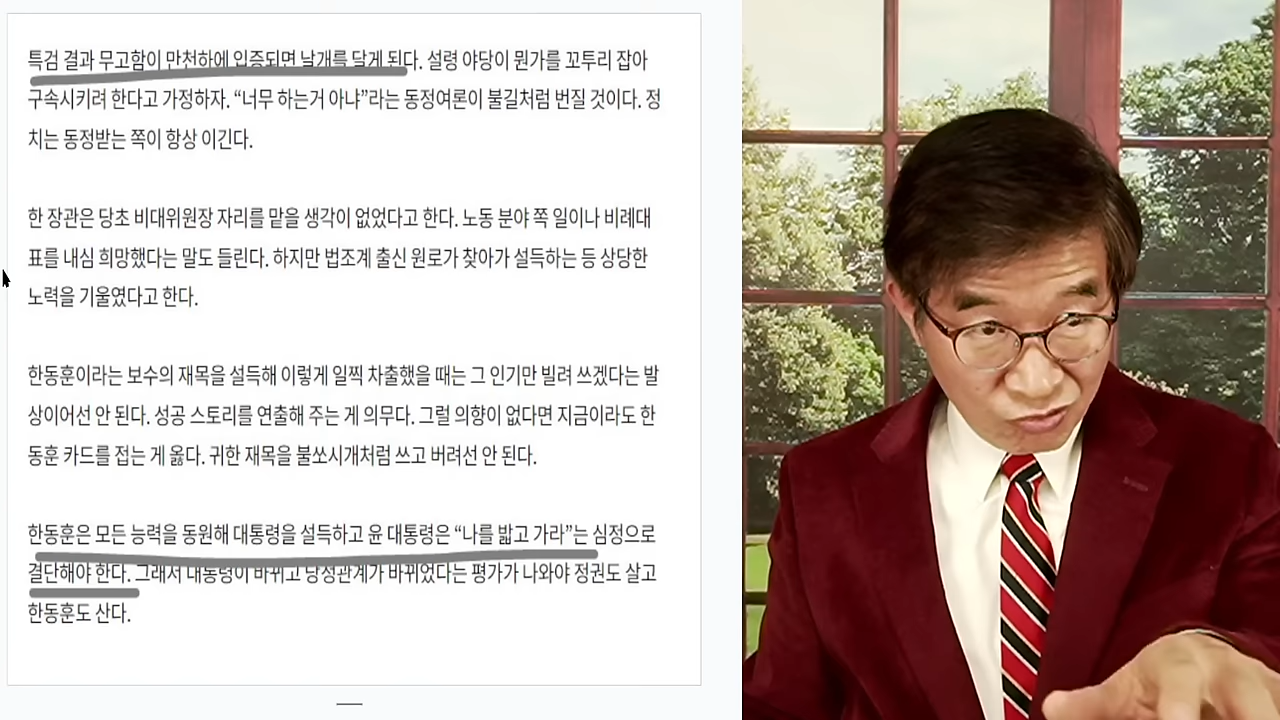 특검 결과 무고함이 만천하에 입증되면 날개를 달게 된다. 설령 야당이 뭔가를 꼬투리 잡아
구속시키려 한다고 가정하자. “너무 하는거 아냐”라는 동정여론이 불길처럼 번질 것이다. 정
치는 동정받는 쪽이 항상 이긴다.
한 장관은 당초 비대위원장 자리를 맡을 생각이 없었다고 한다. 노동 분야 쪽 일이나 비례대
표를 내심 희망했다는 말도 들린다. 하지만 법조계 출신 원로가 찾아가 설득하는 등 상당한
노력을 기울였다고 한다.
한동훈이라는 보수의 재목을 설득해 이렇게 일찍 차출했을 때는 그 인기만 빌려 쓰겠다는 발
상이어선 안 된다. 성공 스토리를 연출해 주는 게 의무다. 그럴 의향이 없다면 지금이라도 한
동훈 카드를 접는 게 옳다. 귀한 재목을 불쏘시개처럼 쓰고 버려선 안 된다.
한동훈은 모든 능력을 동원해 대통령을 설득하고 윤 대통령은 “나를 밟고 가라”는 심정으로
결단해야 한다. 그래서 대통령이 바뀌고 당정관계가 바뀌었다는 평가가 나와야 정권도 살고
한동훈도 산다.